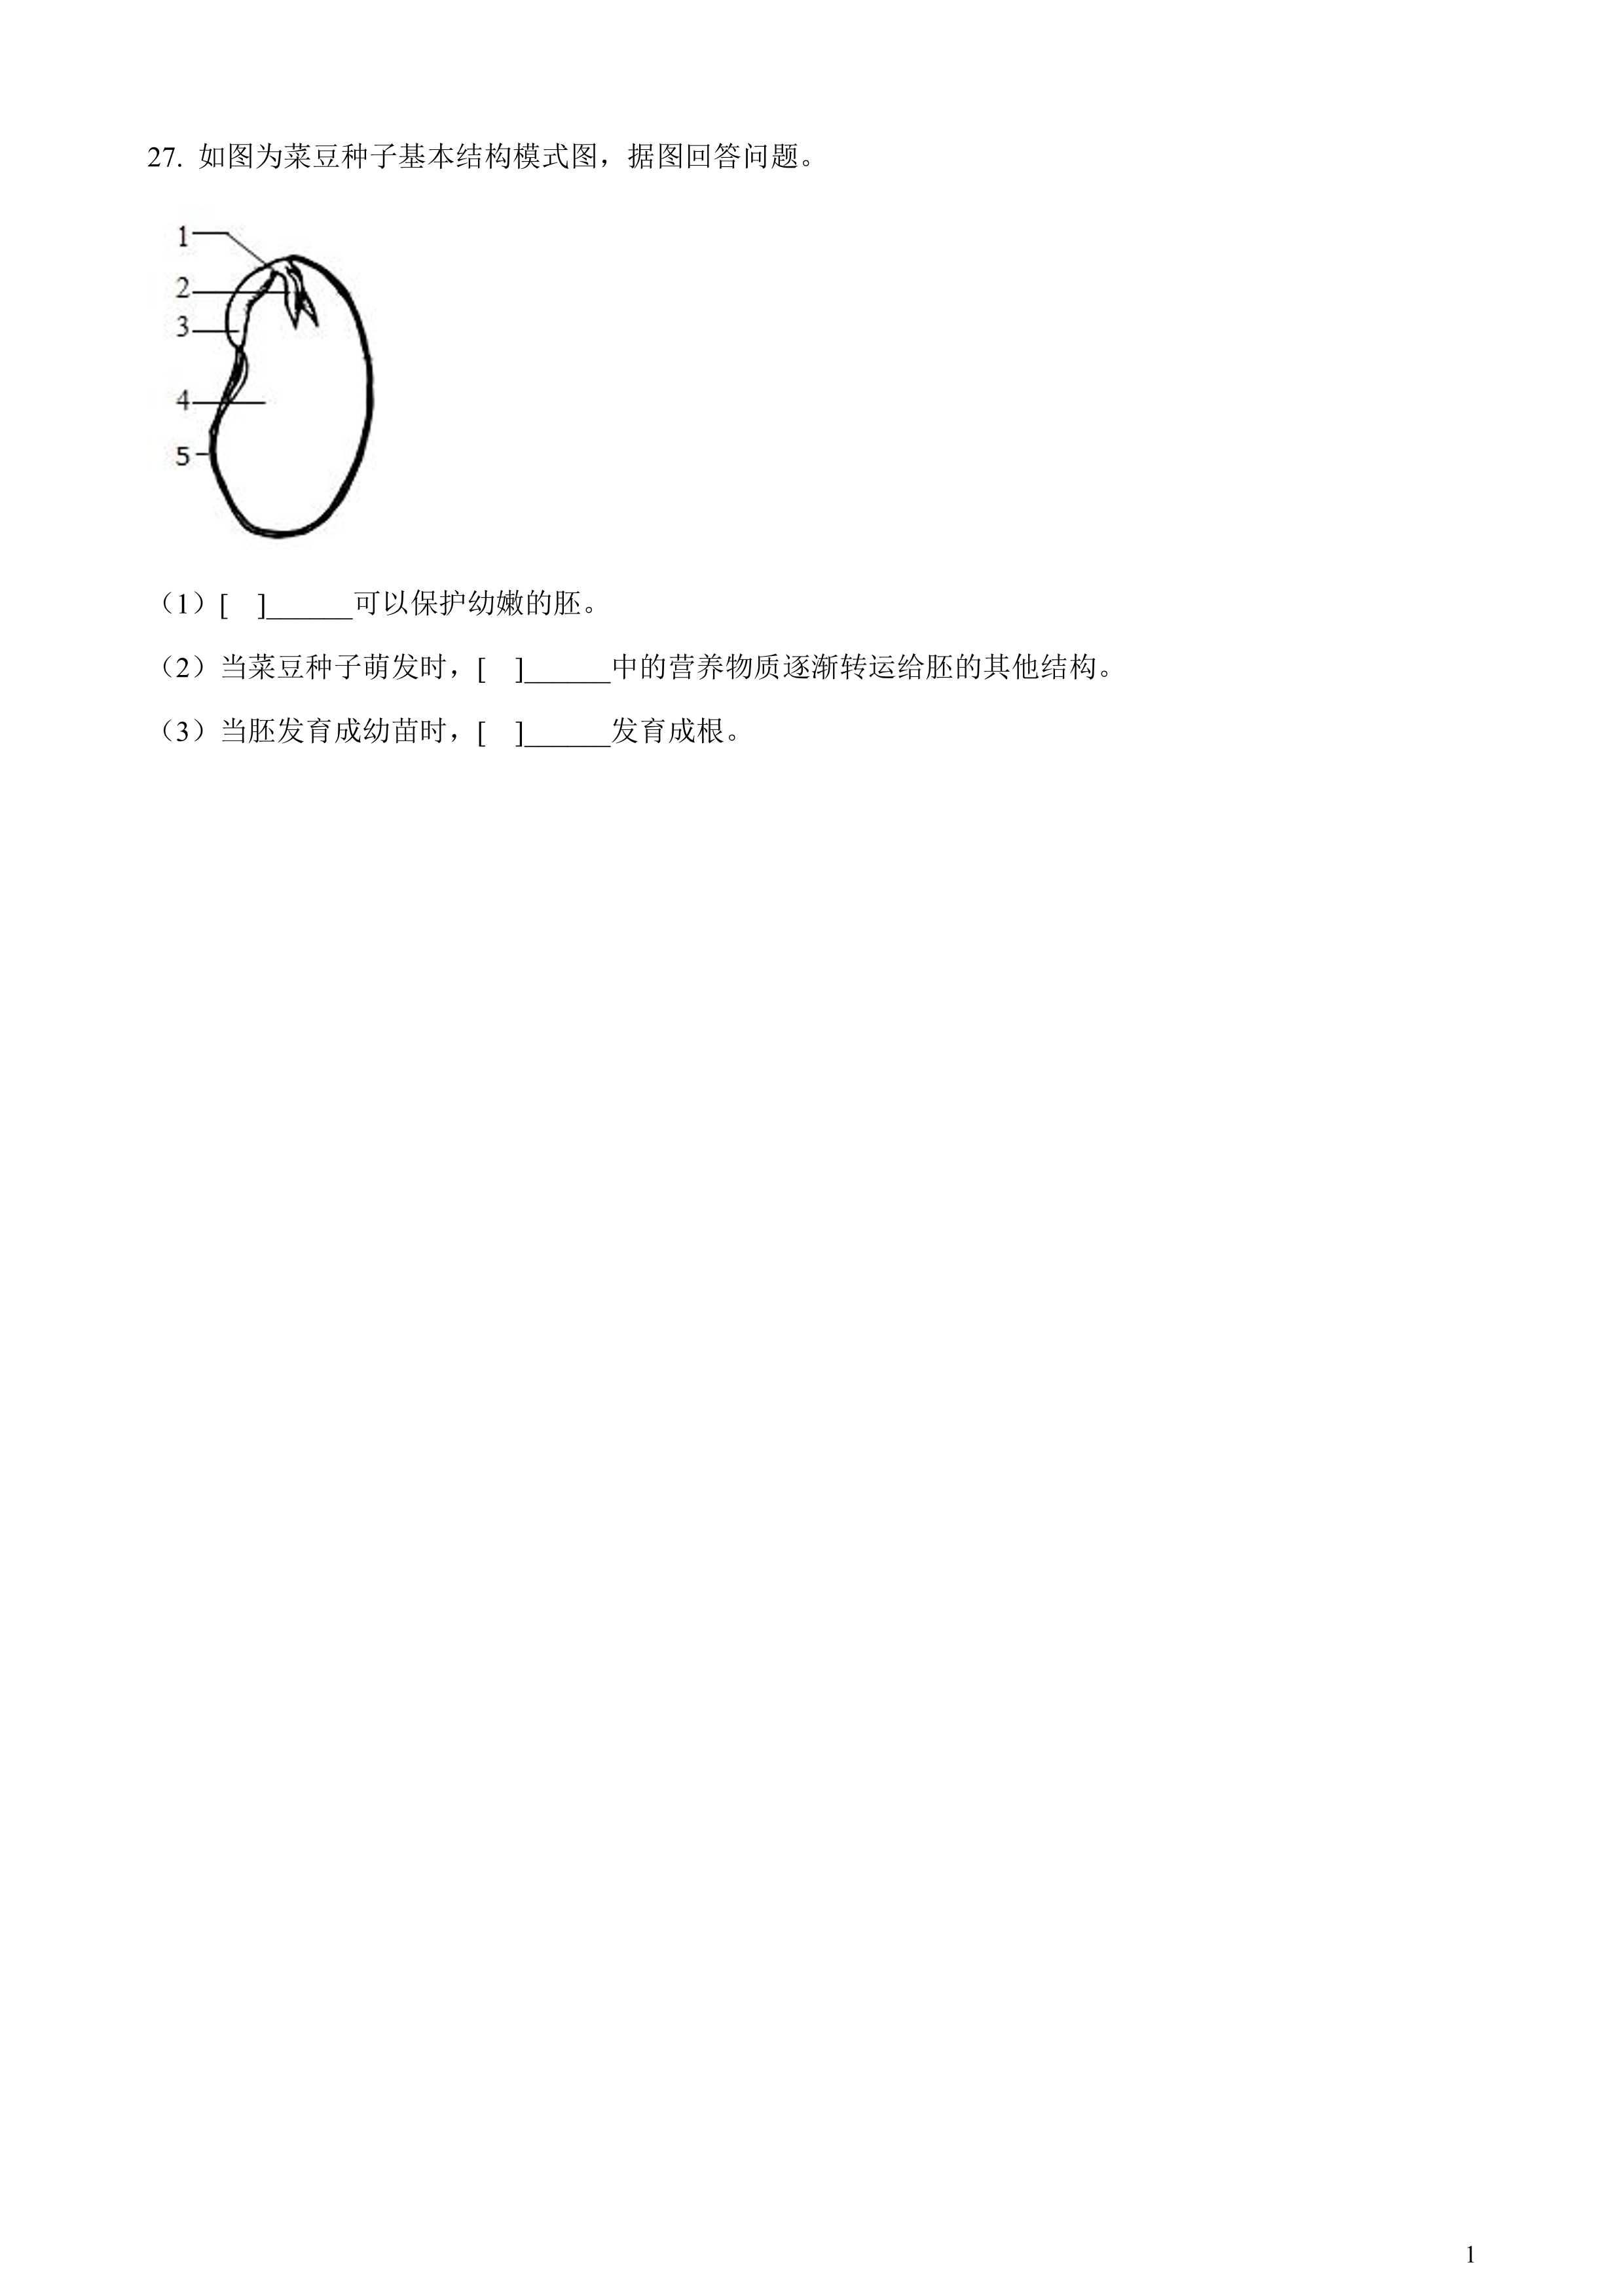 27. 如图为菜豆种子基本结构模式图，据图回答问题。
1
2
3
4
5
（1）[　]______可以保护幼嫩的胚。
（2）当菜豆种子萌发时，[　]______中的营养物质逐渐转运给胚的其他结构。
（3）当胚发育成幼苗时，[　]______发育成根。
1